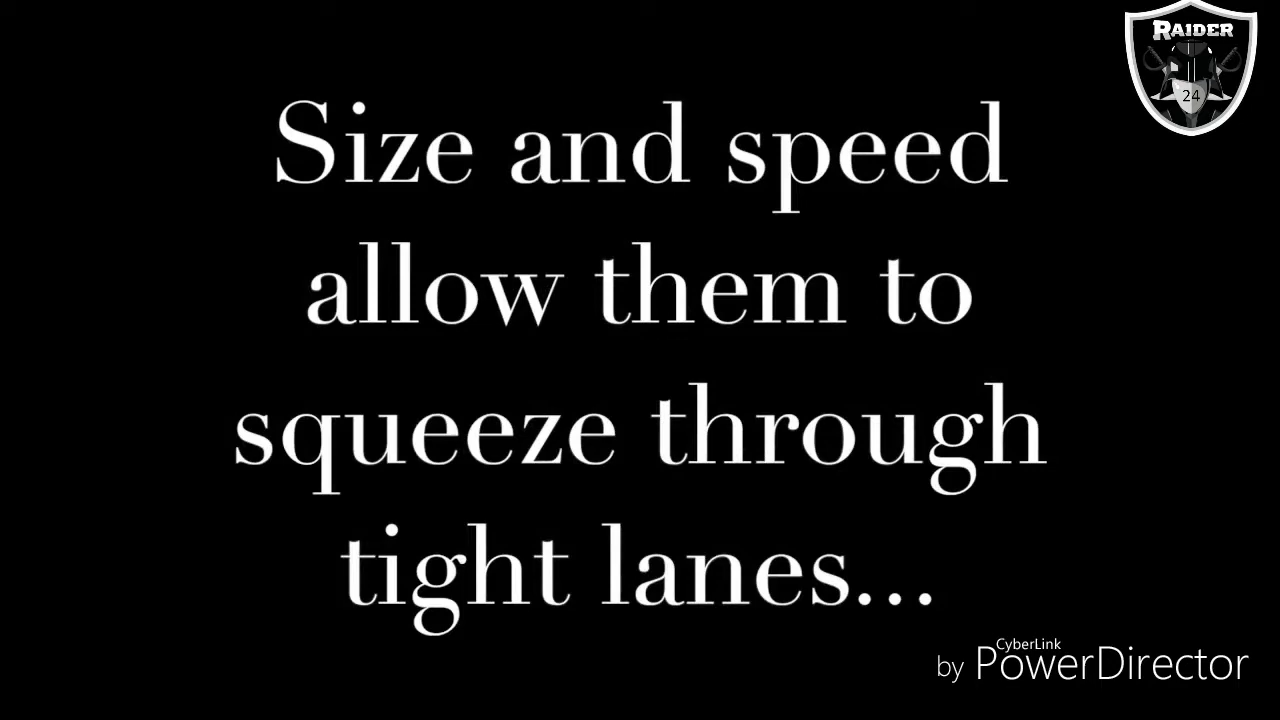 RAIDER
24
Size and speed
allow them to
squeeze through
tight lanes...
CyberLink
by PowerDirector